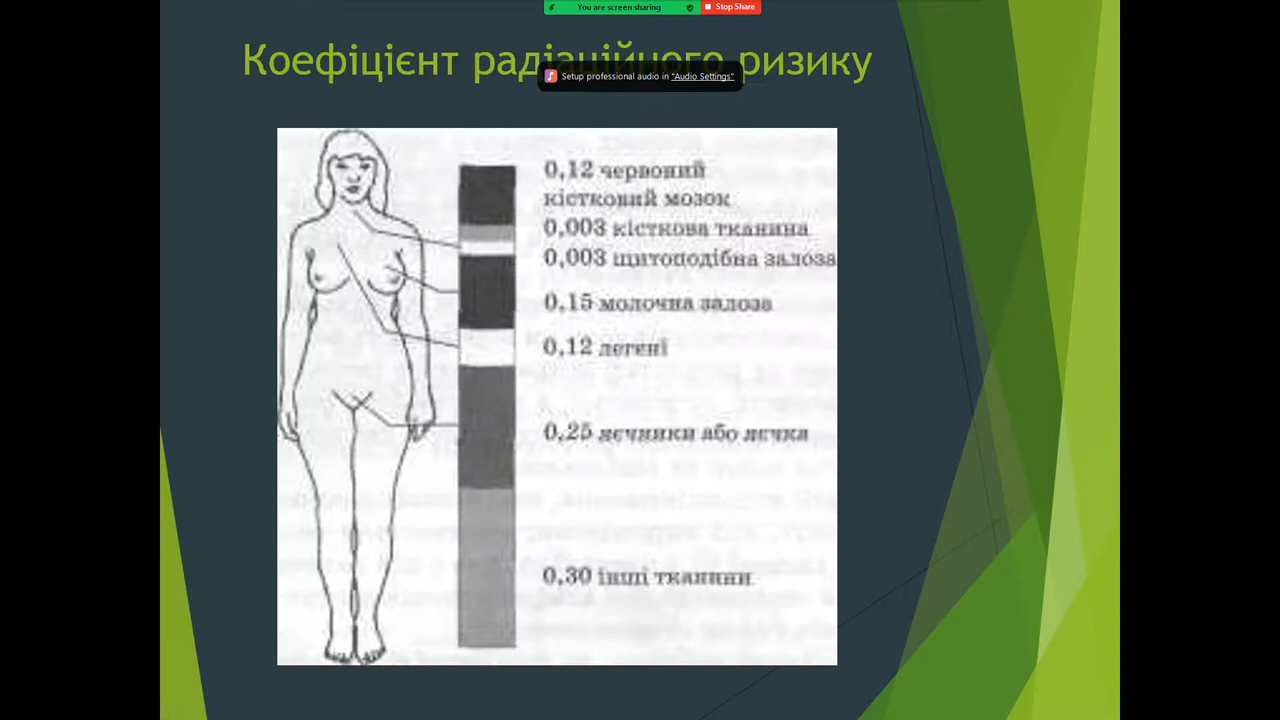 You are screen sharing
Stop Share
Коефіцієнт радіаційного ризику
Setup professional audio in "Audio Settings"
0,12 червоний
кістковий мозок
0,003 кісткова тканина
0,003 щитоподібна залоза
0,15 молочна залоза
0,12 легені
0,25 яєчники або яєчка
0,30 інші тканини